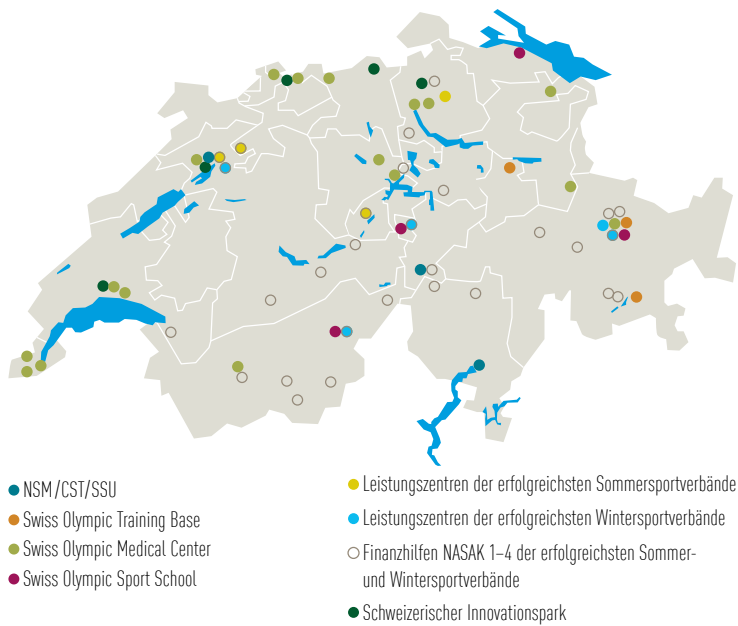 NSM/CST/SSU
Swiss Olympic Training Base
Swiss Olympic Medical Center
Swiss Olympic Sport School
Leistungszentren der erfolgreichsten Sommersportverbände
Leistungszentren der erfolgreichsten Wintersportverbände
Finanzhilfen NASAK 1–4 der erfolgreichsten Sommer-
und Wintersportverbände
Schweizerischer Innovationspark